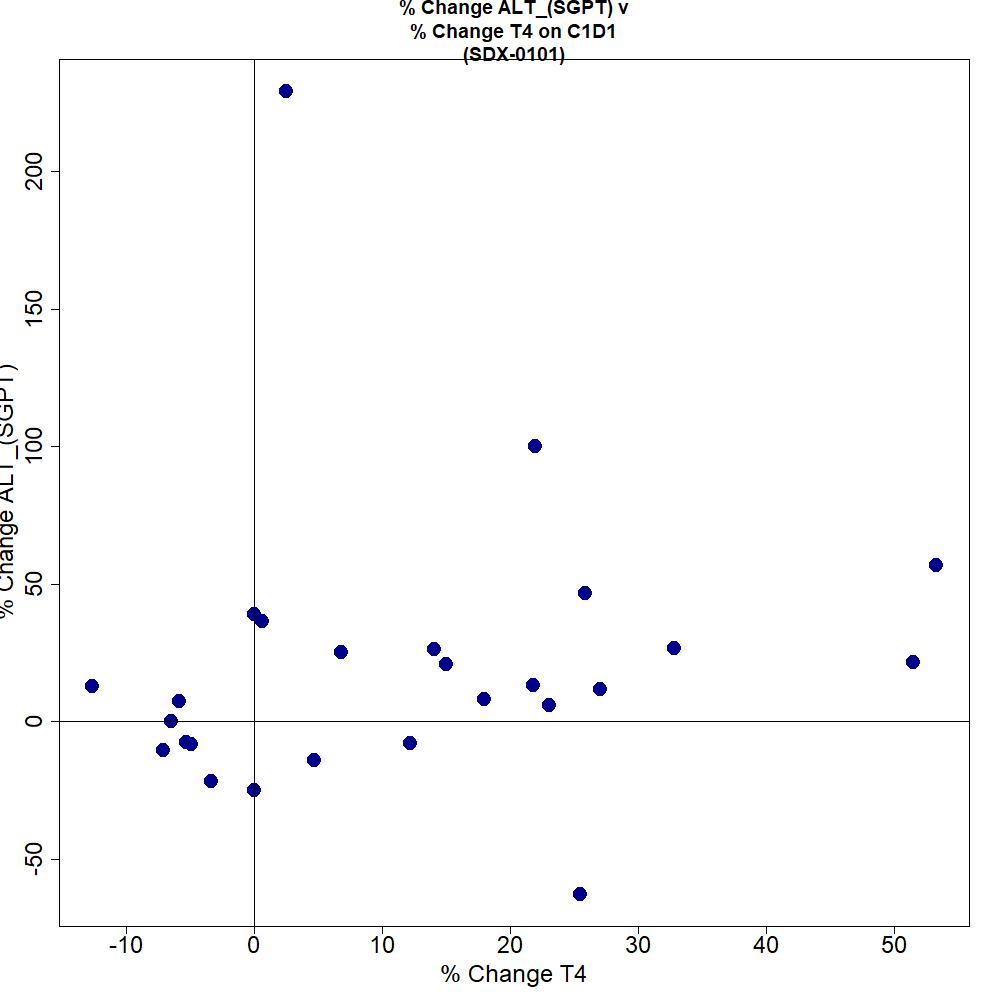 % Change ALT_(SGPT) v
% Change T4 on C1D1
(SDX-0101)
% Change ALT_(SGPT)
200
150
100
50
0
-50
-10 0 10 20 30 40 50
% Change T4